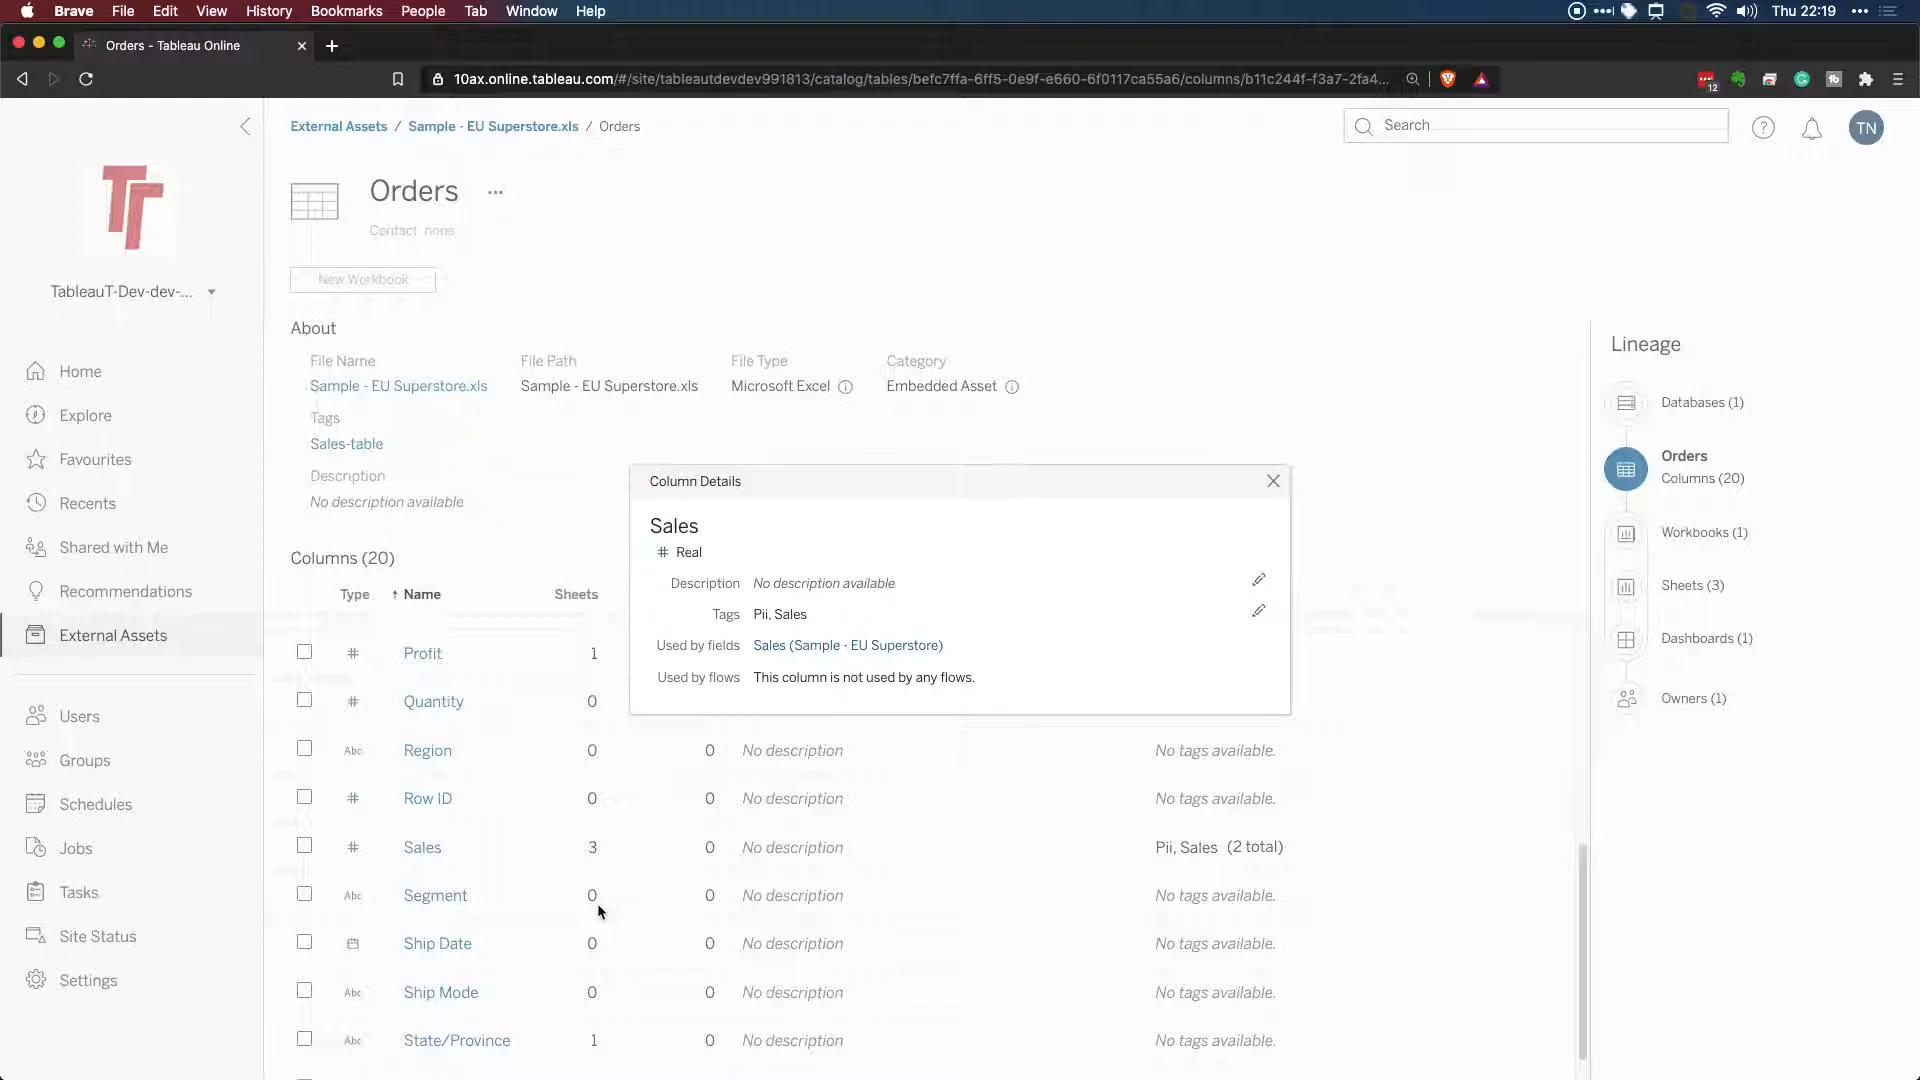 Brave File Edit View History Bookmarks People Tab Window Help Thu 22:19
Orders - Tableau Online
10ax.online.tableau.com/#/site/tableautdevdev991813/catalog/tables/befc7ffa-6ff5-0e9f-e660-6f0117ca55a6/columns/b11c244f-f3a7-2fa4... 12
External Assets / Sample - EU Superstore.xls / Orders
Search
? TN
Orders ...
Contact none
New Workbook
TableauT-Dev-dev-...
About
File Name File Path File Type Category
Sample - EU Superstore.xls Sample - EU Superstore.xls Microsoft Excel Embedded Asset
Tags
Sales-table
Description
No description available
Home
Explore
Favourites
Recents
Shared with Me
Recommendations
External Assets
Users
Groups
Schedules
Jobs
Tasks
Site Status
Settings
Column Details
Sales
# Real
Description No description available
Tags Pii, Sales
Used by fields Sales (Sample - EU Superstore)
Used by flows This column is not used by any flows.
Columns (20)
Type ↑ Name Sheets
# Profit 1
# Quantity 0
Abc Region 0 0 No description No tags available.
# Row ID 0 0 No description No tags available.
# Sales 3 0 No description Pii, Sales (2 total)
Abc Segment 0 0 No description No tags available.
Ship Date 0 0 No description No tags available.
Abc Ship Mode 0 0 No description No tags available.
Abc State/Province 1 0 No description No tags available.
Lineage
Databases (1)
Orders
Columns (20)
Workbooks (1)
Sheets (3)
Dashboards (1)
Owners (1)